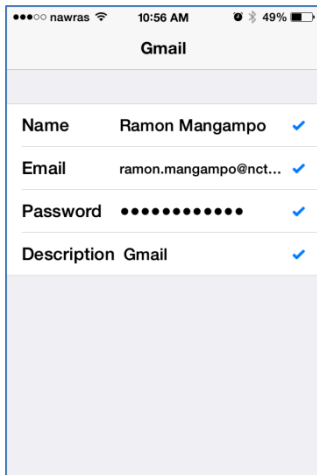 nawras 10:56 AM 49%
Gmail
Name Ramon Mangampo
Email ramon.mangampo@nct...
Password ••••••••••••
Description Gmail